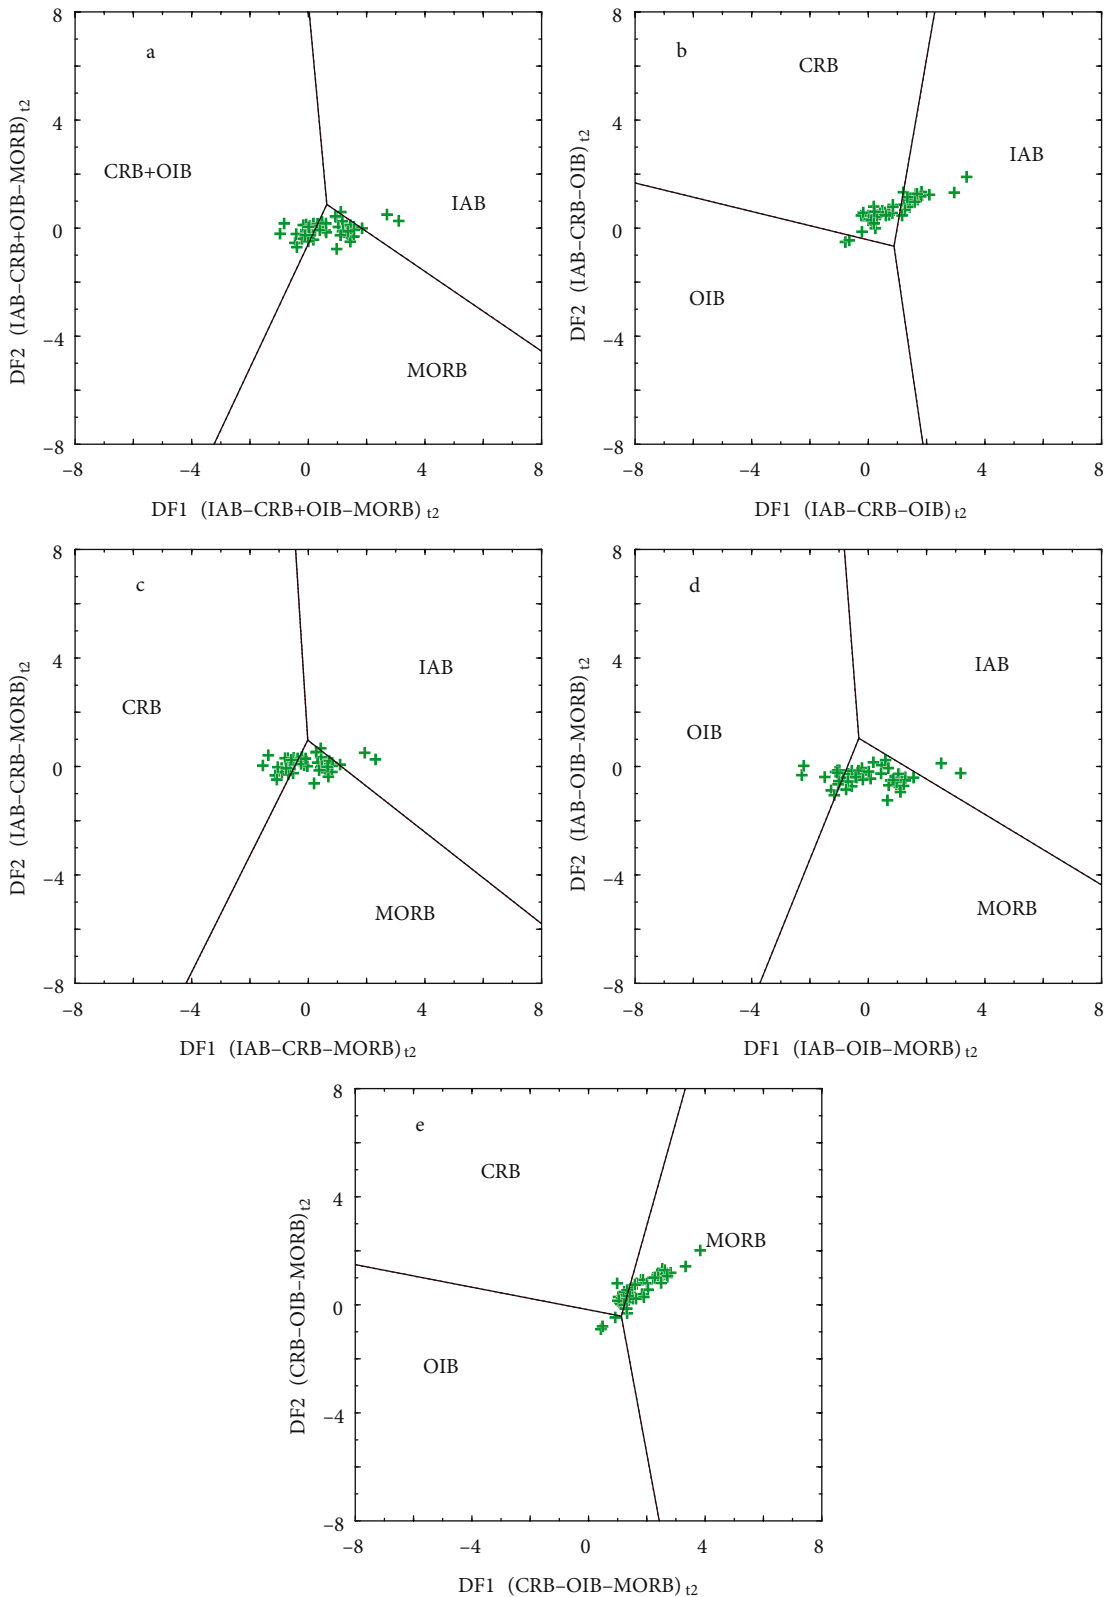 a
8
4
0
−4
−8
CRB+OIB
IAB
MORB
−8 −4 0 4 8
DF2 (IAB–CRB+OIB–MORB) t2
DF1 (IAB–CRB+OIB–MORB) t2
b
8
4
0
−4
−8
CRB
IAB
OIB
−8 −4 0 4 8
DF2 (IAB–CRB–OIB) t2
DF1 (IAB–CRB–OIB) t2
c
8
4
0
−4
−8
IAB
CRB
MORB
−8 −4 0 4 8
DF2 (IAB–CRB–MORB) t2
DF1 (IAB–CRB–MORB) t2
d
8
4
0
−4
−8
IAB
OIB
MORB
−8 −4 0 4 8
DF2 (IAB–OIB–MORB) t2
DF1 (IAB–OIB–MORB) t2
e
8
4
0
−4
−8
CRB
MORB
OIB
−8 −4 0 4 8
DF2 (CRB–OIB–MORB) t2
DF1 (CRB–OIB–MORB) t2